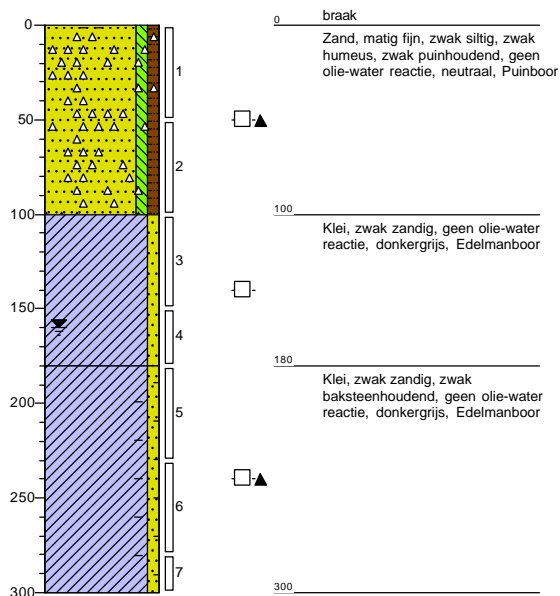 0
50
100
150
200
250
300
1
2
3
4
5
6
7
0
braak
Zand, matig fijn, zwak siltig, zwak
humeus, zwak puinhoudend, geen
olie-water reactie, neutraal, Puinboor
100
Klei, zwak zandig, geen olie-water
reactie, donkergrijs, Edelmanboor
180
Klei, zwak zandig, zwak
baksteenhoudend, geen olie-water
reactie, donkergrijs, Edelmanboor
300